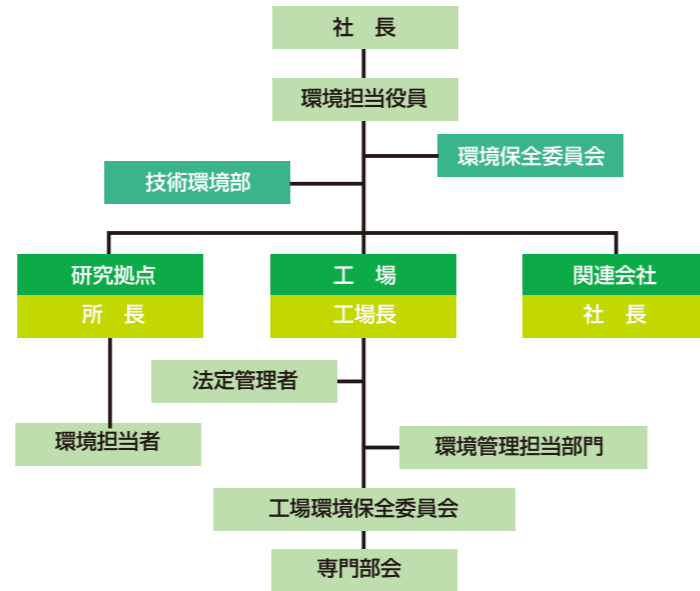 社　長
環境担当役員
環境保全委員会
技術環境部
研究拠点
所　長
工　場
工場長
関連会社
社　長
法定管理者
環境担当者
環境管理担当部門
工場環境保全委員会
専門部会